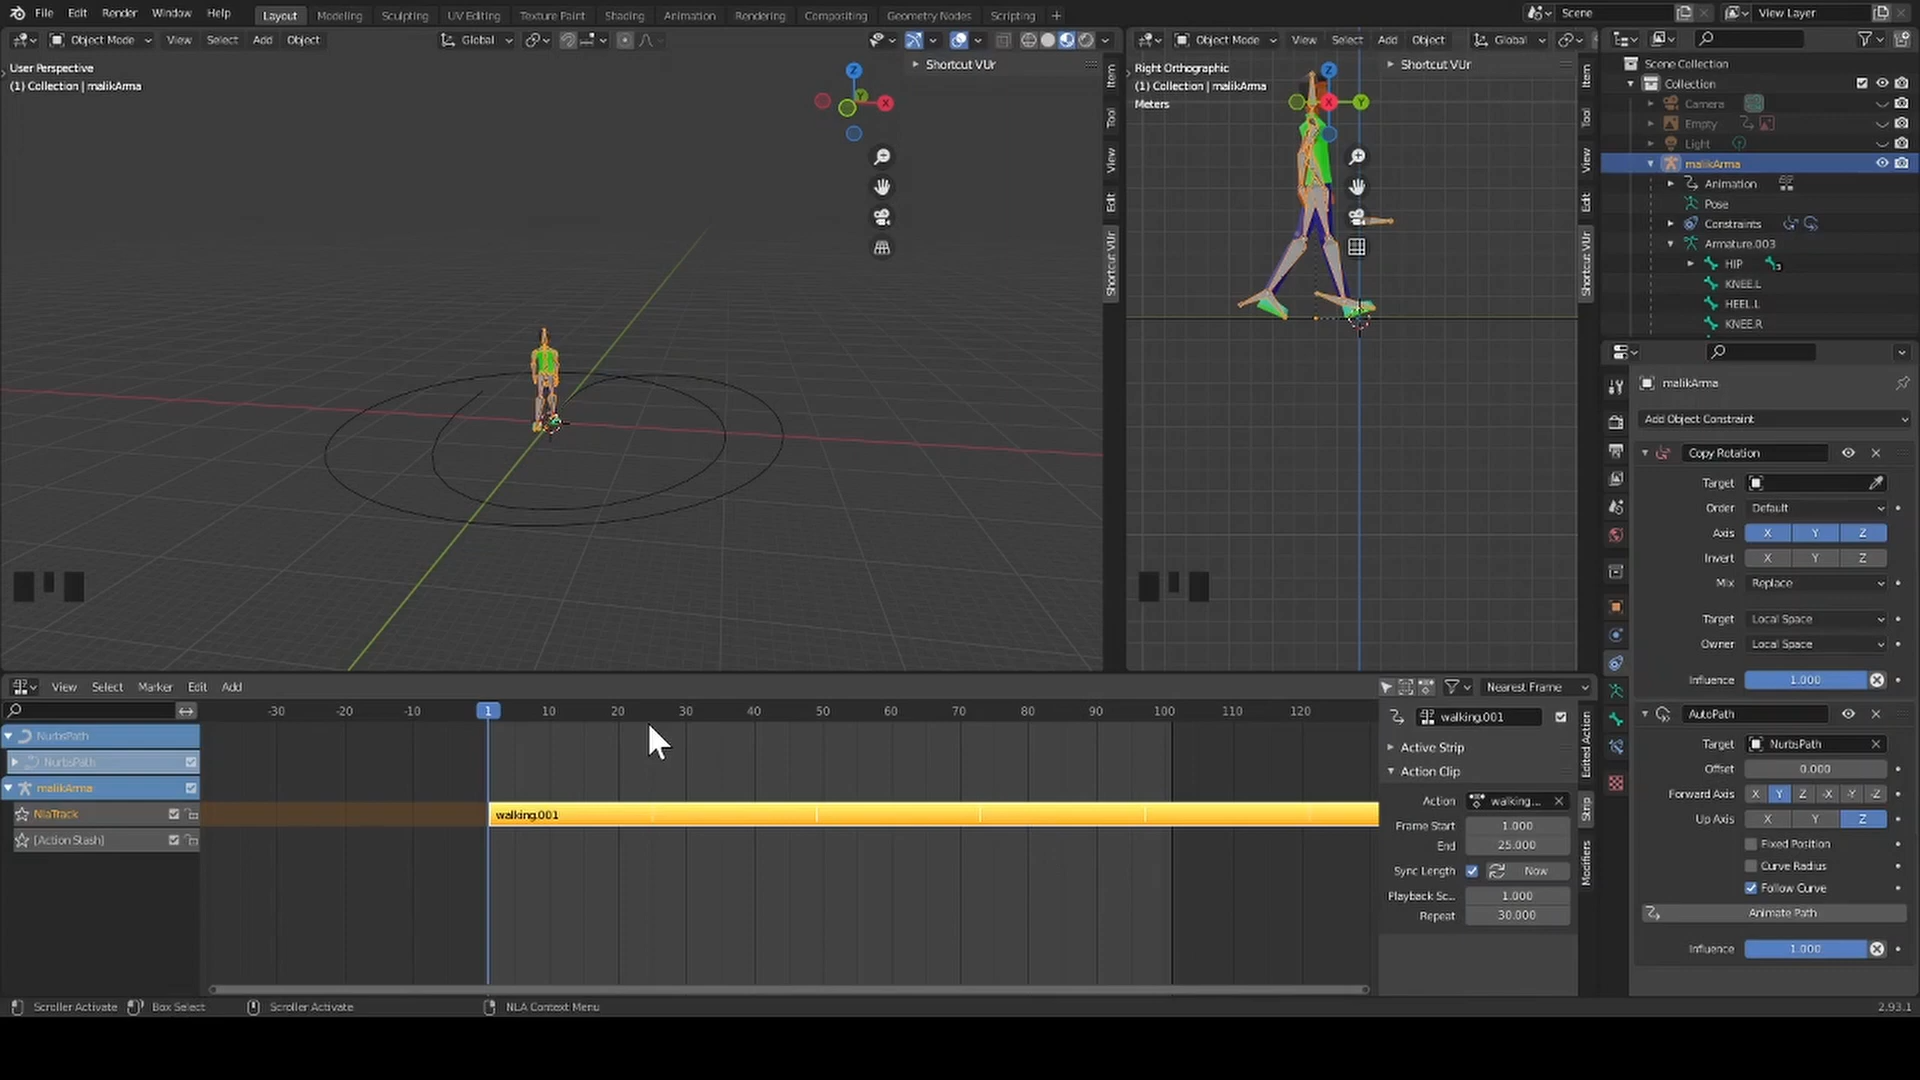 File Edit Render Window Help Layout Modeling Sculpting UV Editing Texture Paint Shading Animation Rendering Compositing Geometry Nodes Scripting + Scene View Layer
Object Mode View Select Add Object Global
Object Mode View Select Add Object Global
User Perspective
(1) Collection | malikArma
Shortcut VUr
Z
Y
X
Item
Tool
View
Edit
Shortcut VUr
Right Orthographic
(1) Collection | malikArma
Meters
Shortcut VUr
Z
X
Y
Item
Tool
View
Edit
Shortcut VUr
Scene Collection
Collection
Camera
Empty
Light
malikArma
Animation
Pose
Constraints
Armature.003
HIP
KNEE.L
HEEL.L
KNEE.R
malikArma
Add Object Constraint
Copy Rotation
Target
Order Default
Axis X Y Z
Invert X Y Z
Mix Replace
Target Local Space
Owner Local Space
Influence 1.000
AutoPath
Target NurbsPath
Offset 0.000
Forward Axis X Y Z -X -Y -Z
Up Axis X Y Z
Fixed Position
Curve Radius
Follow Curve
Animate Path
Influence 1.000
View Select Marker Edit Add Nearest Frame
-30 -20 -10 1 10 20 30 40 50 60 70 80 90 100 110 120
NurbsPath
NurbsPath
malikArma
NlaTrack
[Action Stash]
walking.001
walking.001
Active Strip
Action Clip
Action walking...
Frame Start 1.000
End 25.000
Sync Length Now
Playback Sc... 1.000
Repeat 30.000
Edited Action
Strip
Modifiers
Scroller Activate Box Select Scroller Activate NLA Context Menu 2.93.1